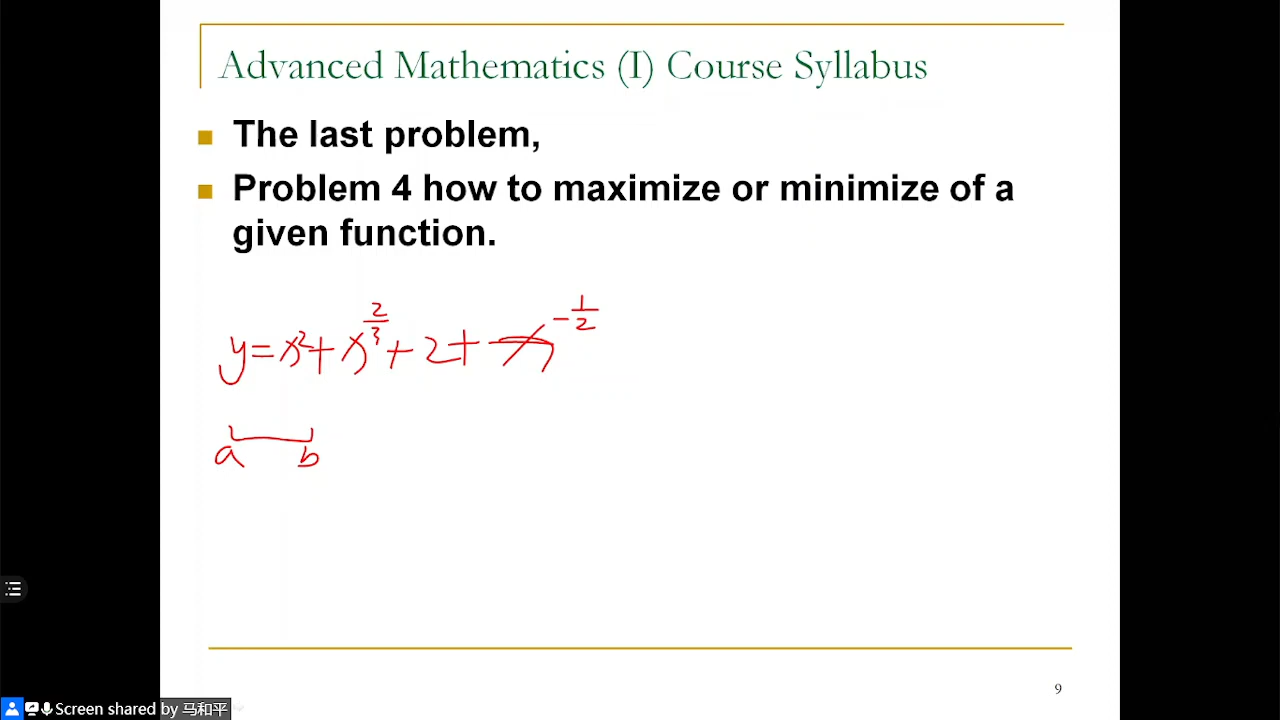 Advanced Mathematics (I) Course Syllabus
The last problem,
Problem 4 how to maximize or minimize of a
given function.
y=x²+x^(2/3)+2+x^(-1/2)
a b
9
Screen shared by 马和平